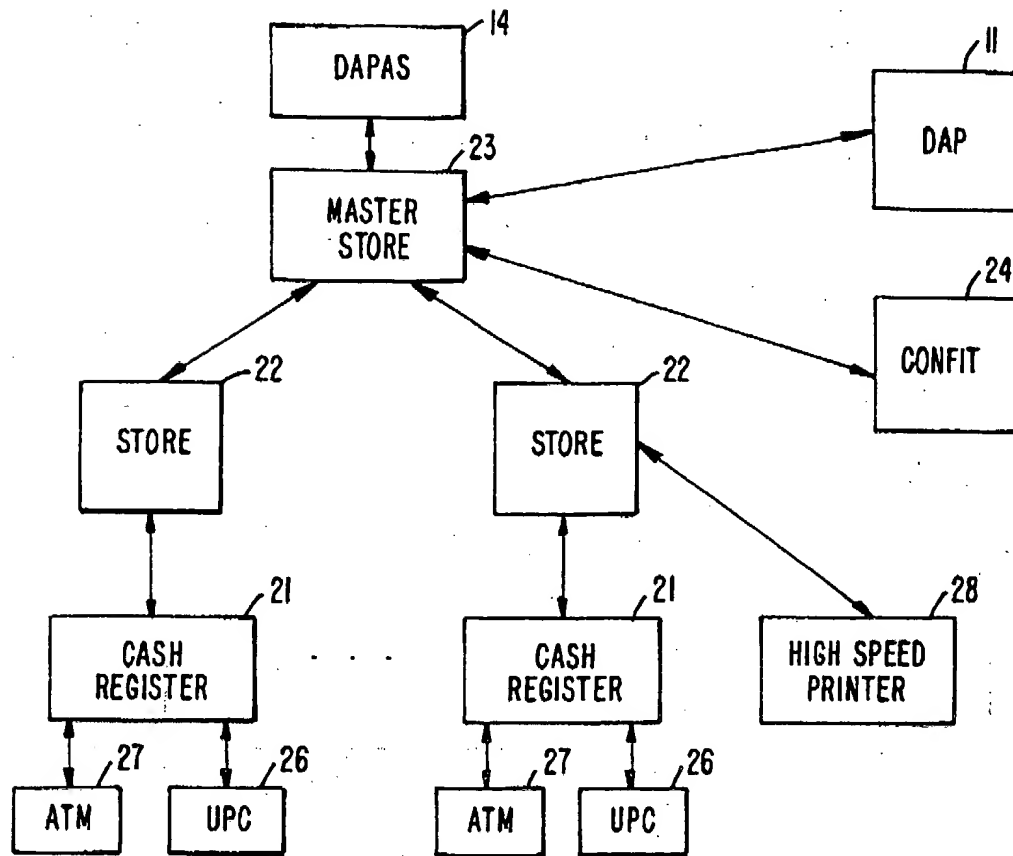 14
DAPAS
11
DAP
23
MASTER
STORE
24
CONFIT
22
STORE
22
STORE
21
CASH
REGISTER
21
CASH
REGISTER
28
HIGH SPEED
PRINTER
27
ATM
26
UPC
27
ATM
26
UPC